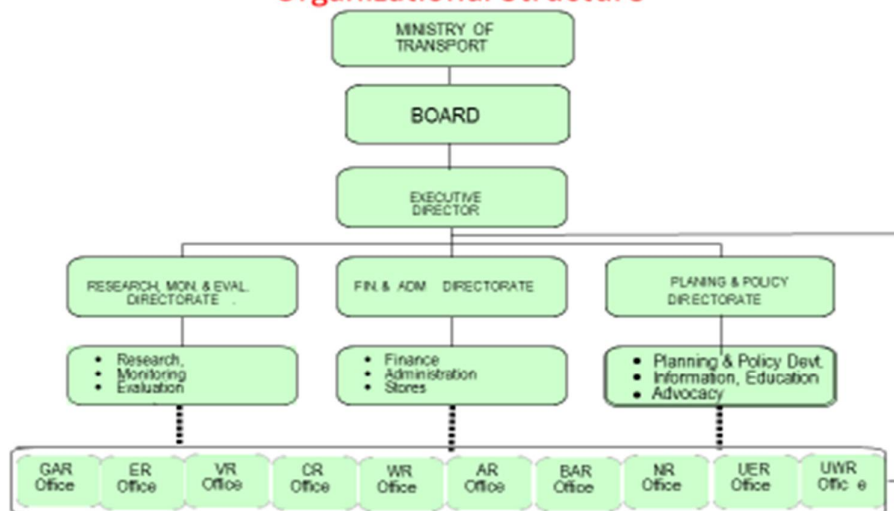 Organizational Structure
MINISTRY OF
TRANSPORT
BOARD
EXECUTIVE
DIRECTOR
RESEARCH, MON. & EVAL.
DIRECTORATE .
FIN. & ADM DIRECTORATE
PLANING & POLICY
DIRECTORATE
• Research,
• Monitoring
• Evaluation
• Finance
• Administration
• Stores
• Planning & Policy Devt.
• Information, Education
• Advocacy
GAR
Office
ER
Office
VR
Office
CR
Office
WR
Office
AR
Office
BAR
Office
NR
Office
UER
Office
UWR
Offic e